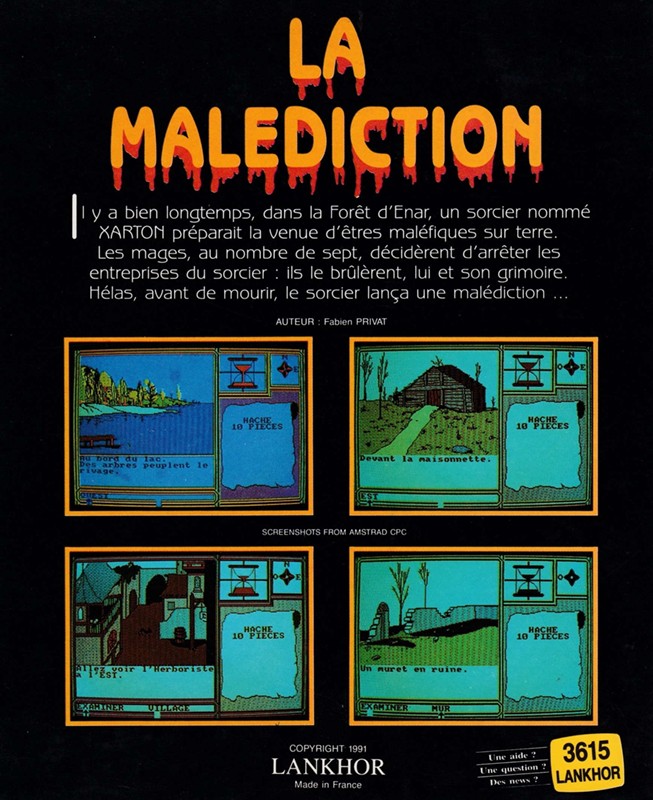 LA
MALEDICTION
Il y a bien longtemps, dans la Forêt d'Enar, un sorcier nommé
XARTON préparait la venue d'êtres maléfiques sur terre.
Les mages, au nombre de sept, décidèrent d'arrêter les
entreprises du sorcier : ils le brûlèrent, lui et son grimoire.
Hélas, avant de mourir, le sorcier lança une malédiction ...
AUTEUR : Fabien PRIVAT
N
O E
HACHE
10 PIECES
Au bord du lac.
Des arbres peuplent le
rivage.
OUEST
N
O E
HACHE
10 PIECES
Devant la maisonnette.
EST
SCREENSHOTS FROM AMSTRAD CPC
N
O E
HACHE
10 PIECES
Allez voir l'Herboriste
a l'EST.
EXAMINER VILLAGE
N
O E
HACHE
10 PIECES
Un muret en ruine.
EXAMINER MUR
COPYRIGHT 1991
LANKHOR
Made in France
Une aide ?
Une question ?
Des news ?
3615
LANKHOR